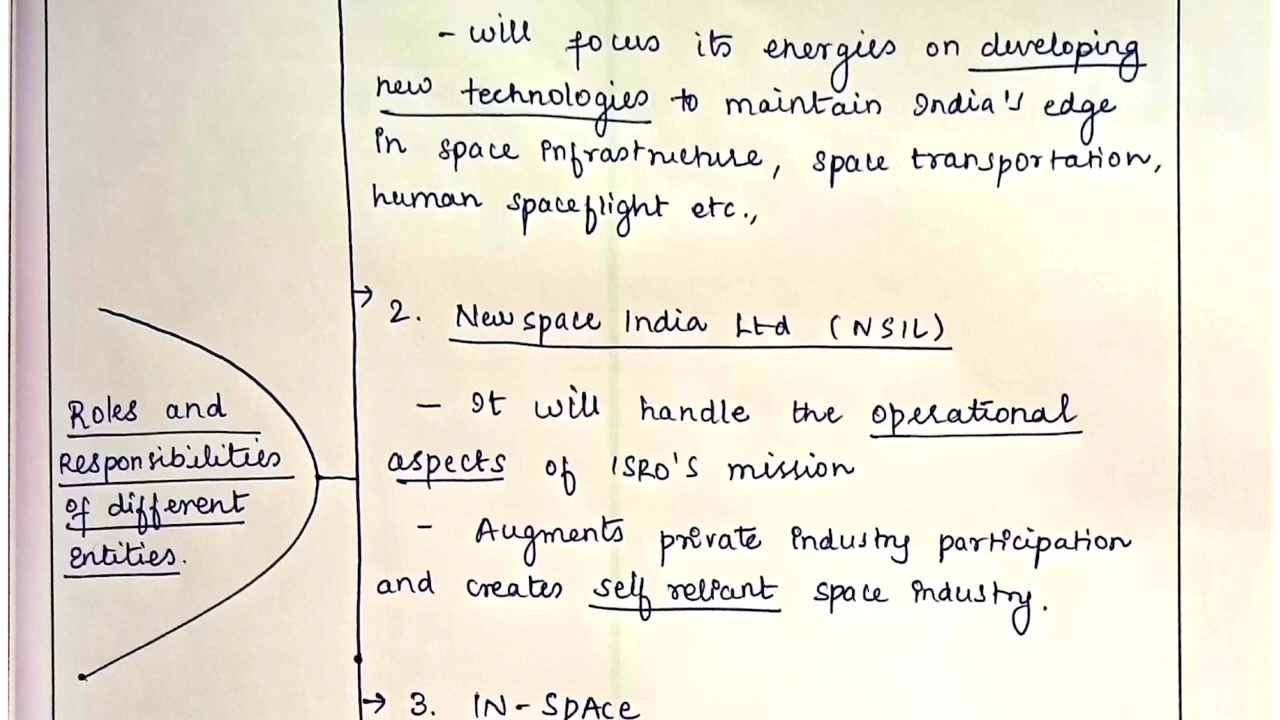 - will focus its energies on developing
new technologies to maintain India's edge
in space infrastructure, space transportation,
human spaceflight etc.,
2. Newspace India Ltd (NSIL)
- It will handle the operational
aspects of ISRO'S mission
- Augments private industry participation
and creates self reliant space industry.
3. IN-SPACe
Roles and
Responsibilities
of different
entities.